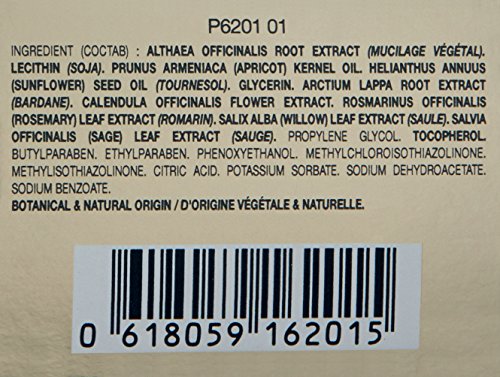 P6201 01
INGREDIENT (COCTAB) : ALTHAEA OFFICINALIS ROOT EXTRACT (MUCILAGE VÉGÉTAL).
LECITHIN (SOJA). PRUNUS ARMENIACA (APRICOT) KERNEL OIL. HELIANTHUS ANNUUS
(SUNFLOWER) SEED OIL (TOURNESOL). GLYCERIN. ARCTIUM LAPPA ROOT EXTRACT
(BARDANE). CALENDULA OFFICINALIS FLOWER EXTRACT. ROSMARINUS OFFICINALIS
(ROSEMARY) LEAF EXTRACT (ROMARIN). SALIX ALBA (WILLOW) LEAF EXTRACT (SAULE). SALVIA
OFFICINALIS (SAGE) LEAF EXTRACT (SAUGE). PROPYLENE GLYCOL. TOCOPHEROL.
BUTYLPARABEN. ETHYLPARABEN. PHENOXYETHANOL. METHYLCHLOROISOTHIAZOLINONE.
METHYLISOTHIAZOLINONE. CITRIC ACID. POTASSIUM SORBATE. SODIUM DEHYDROACETATE.
SODIUM BENZOATE.
BOTANICAL & NATURAL ORIGIN / D'ORIGINE VÉGÉTALE & NATURELLE.
0 618059 162015